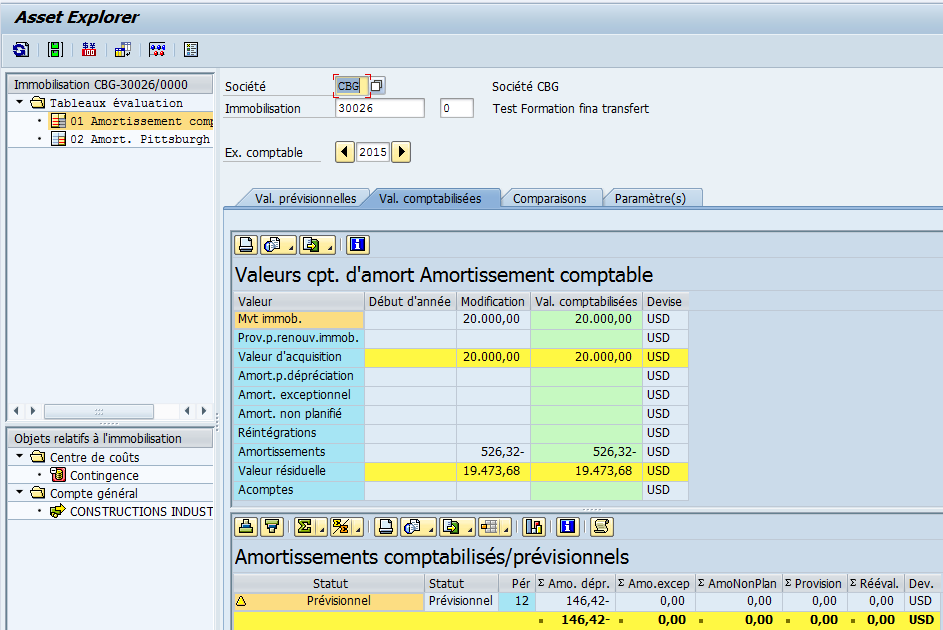 Asset Explorer
Immobilisation CBG-30026/0000
Tableaux évaluation
01 Amortissement comp
02 Amort. Pittsburgh
Objets relatifs à l'immobilisation
Centre de coûts
Contingence
Compte général
CONSTRUCTIONS INDUST
Société CBG Société CBG
Immobilisation 30026 0 Test Formation fina transfert
Ex. comptable 2015
Val. prévisionnelles Val. comptabilisées Comparaisons Paramètre(s)
Valeurs cpt. d'amort Amortissement comptable
Valeur Début d'année Modification Val. comptabilisées Devise
Mvt immob. 20.000,00 20.000,00 USD
Prov.p.renouv.immob. USD
Valeur d'acquisition 20.000,00 20.000,00 USD
Amort.p.dépréciation USD
Amort. exceptionnel USD
Amort. non planifié USD
Réintégrations USD
Amortissements 526,32- 526,32- USD
Valeur résiduelle 19.473,68 19.473,68 USD
Acomptes USD
Amortissements comptabilisés/prévisionnels
Statut Statut Pér Σ Amo. dépr. Σ Amo.excep Σ AmoNonPlan Σ Provision Σ Rééval. Dev.
Prévisionnel Prévisionnel 12 146,42- 0,00 0,00 0,00 0,00 USD
146,42- 0,00 0,00 0,00 0,00 USD